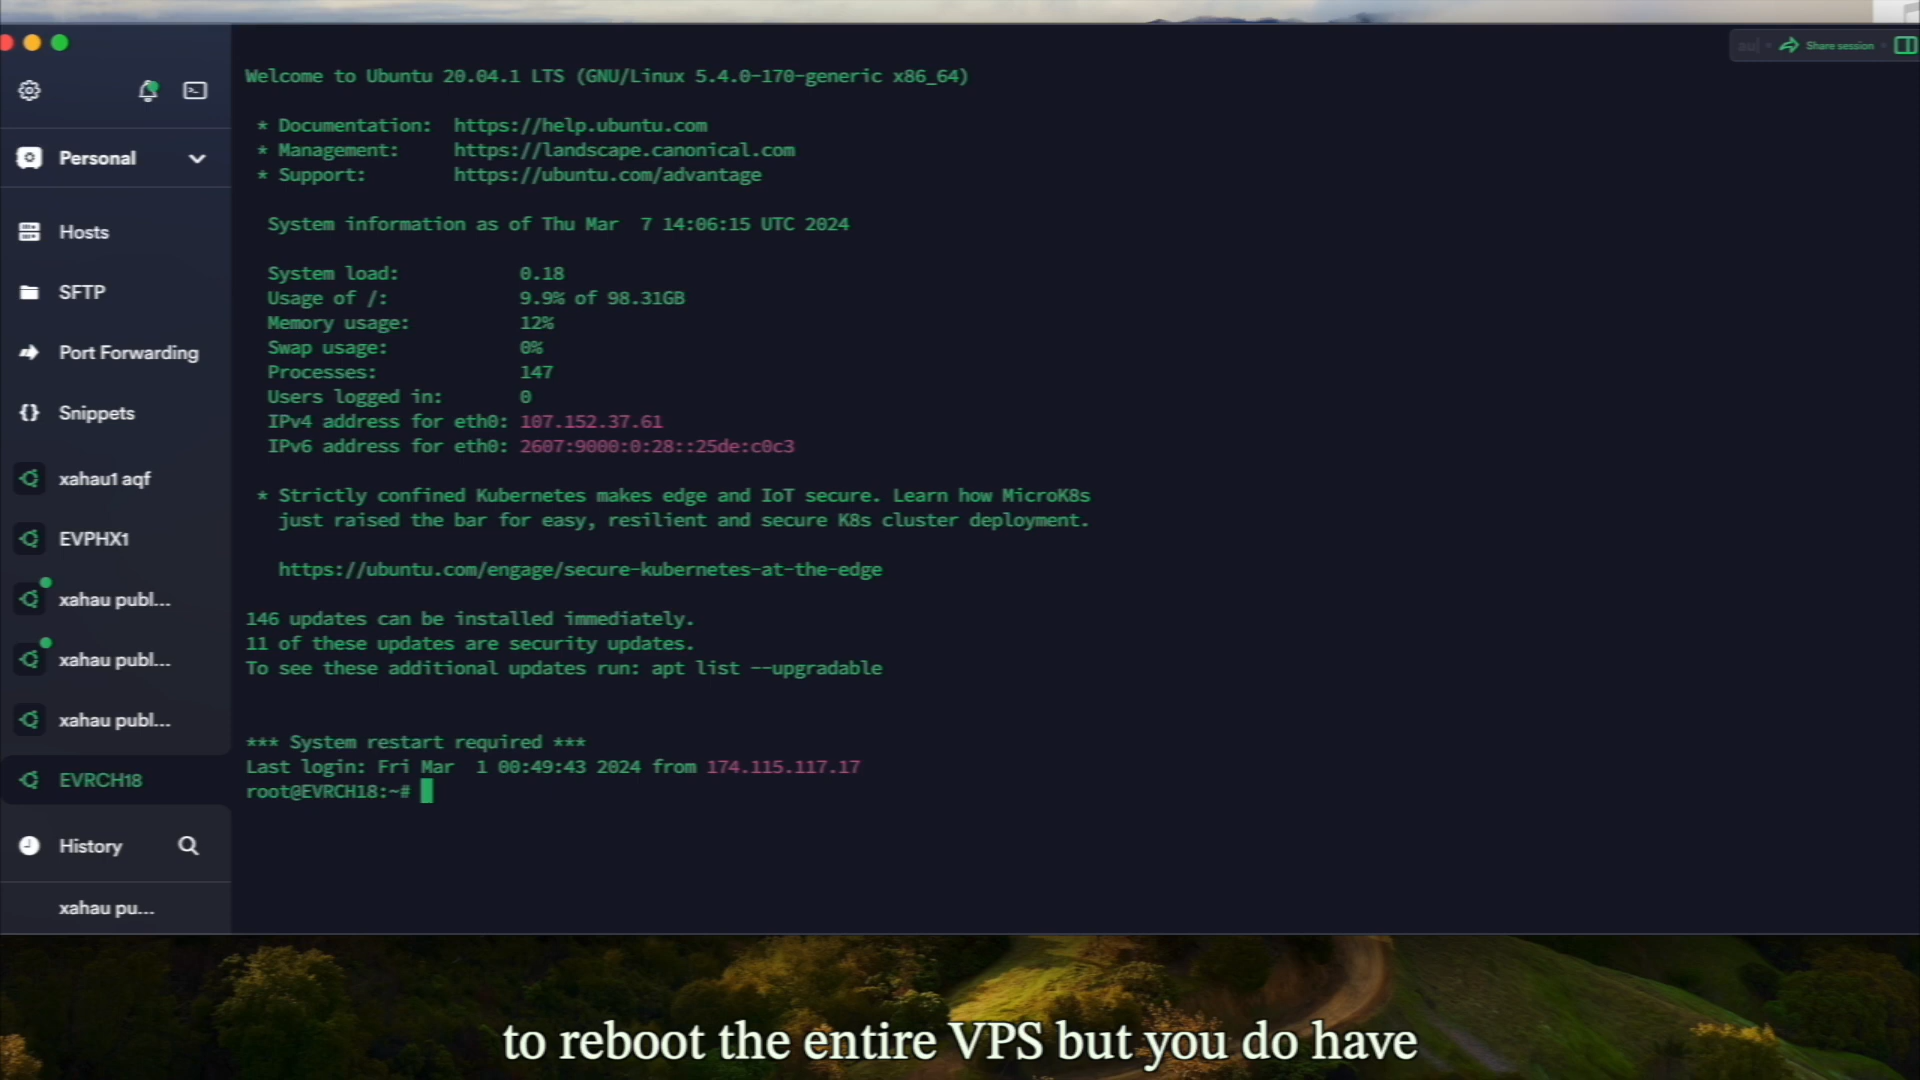 Share session
Personal
Hosts
SFTP
Port Forwarding
Snippets
xahau1 aqf
EVPHX1
xahau publ...
xahau publ...
xahau publ...
EVRCH18
History
xahau pu...
Welcome to Ubuntu 20.04.1 LTS (GNU/Linux 5.4.0-170-generic x86_64)
* Documentation: https://help.ubuntu.com
* Management: https://landscape.canonical.com
* Support: https://ubuntu.com/advantage
System information as of Thu Mar 7 14:06:15 UTC 2024
System load: 0.18
Usage of /: 9.9% of 98.31GB
Memory usage: 12%
Swap usage: 0%
Processes: 147
Users logged in: 0
IPv4 address for eth0: 107.152.37.61
IPv6 address for eth0: 2607:9000:0:28::25de:c0c3
* Strictly confined Kubernetes makes edge and IoT secure. Learn how MicroK8s
just raised the bar for easy, resilient and secure K8s cluster deployment.
https://ubuntu.com/engage/secure-kubernetes-at-the-edge
146 updates can be installed immediately.
11 of these updates are security updates.
To see these additional updates run: apt list --upgradable
*** System restart required ***
Last login: Fri Mar 1 00:49:43 2024 from 174.115.117.17
root@EVRCH18:~#
to reboot the entire VPS but you do have